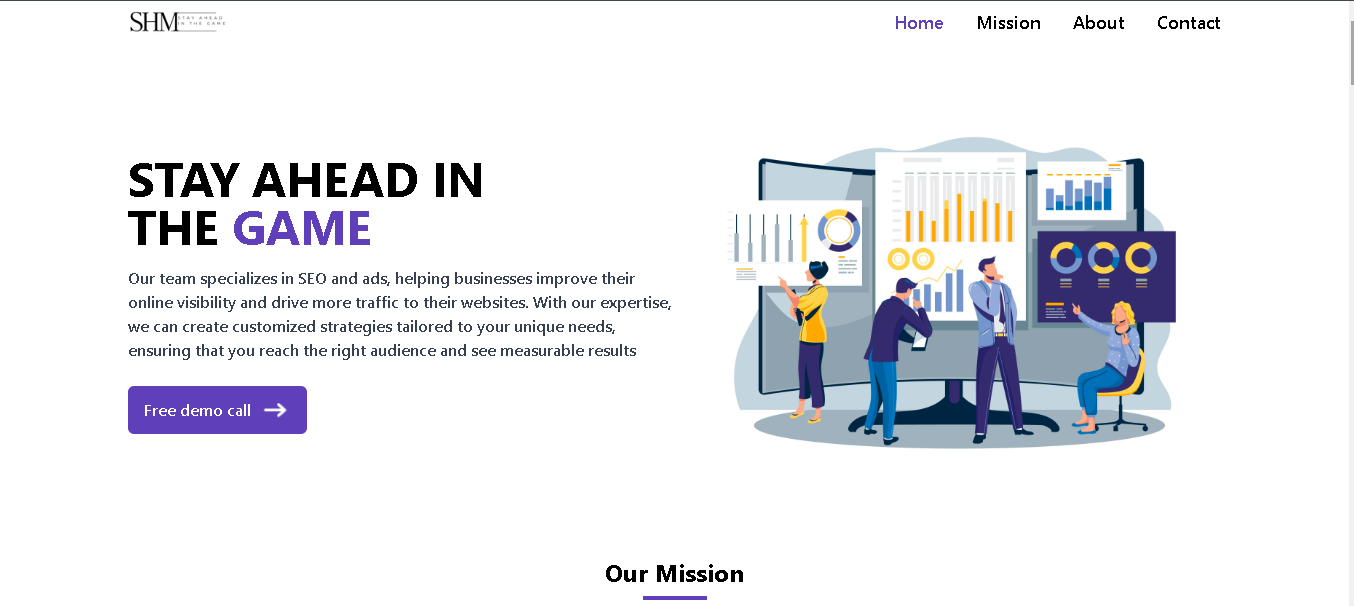 SHM
STAY AHEAD
IN THE GAME
Home Mission About Contact
STAY AHEAD IN
THE GAME
Our team specializes in SEO and ads, helping businesses improve their
online visibility and drive more traffic to their websites. With our expertise,
we can create customized strategies tailored to your unique needs,
ensuring that you reach the right audience and see measurable results
Free demo call
Our Mission